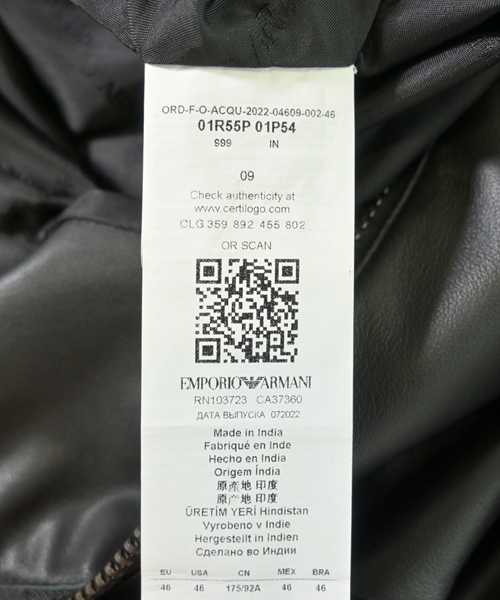 ORD-F-O-ACQU-2022-04609-002-46
01R55P 01P54
999 IN
09
Check authenticity at
www.certilogo.com
CLG 359 892 455 802
OR SCAN
EMPORIO ARMANI
RN103723 CA37360
ДАТА ВЫПУСКА 072022
Made in India
Fabriqué en Inde
Hecho en India
Origem Índia
原產地 印度
原产地 印度
ÜRETİM YERİ Hindistan
Vyrobeno v Indie
Hergestellt in Indien
Сделано во Индии
EU USA CN MEX BRA
46 46 175/92A 46 46